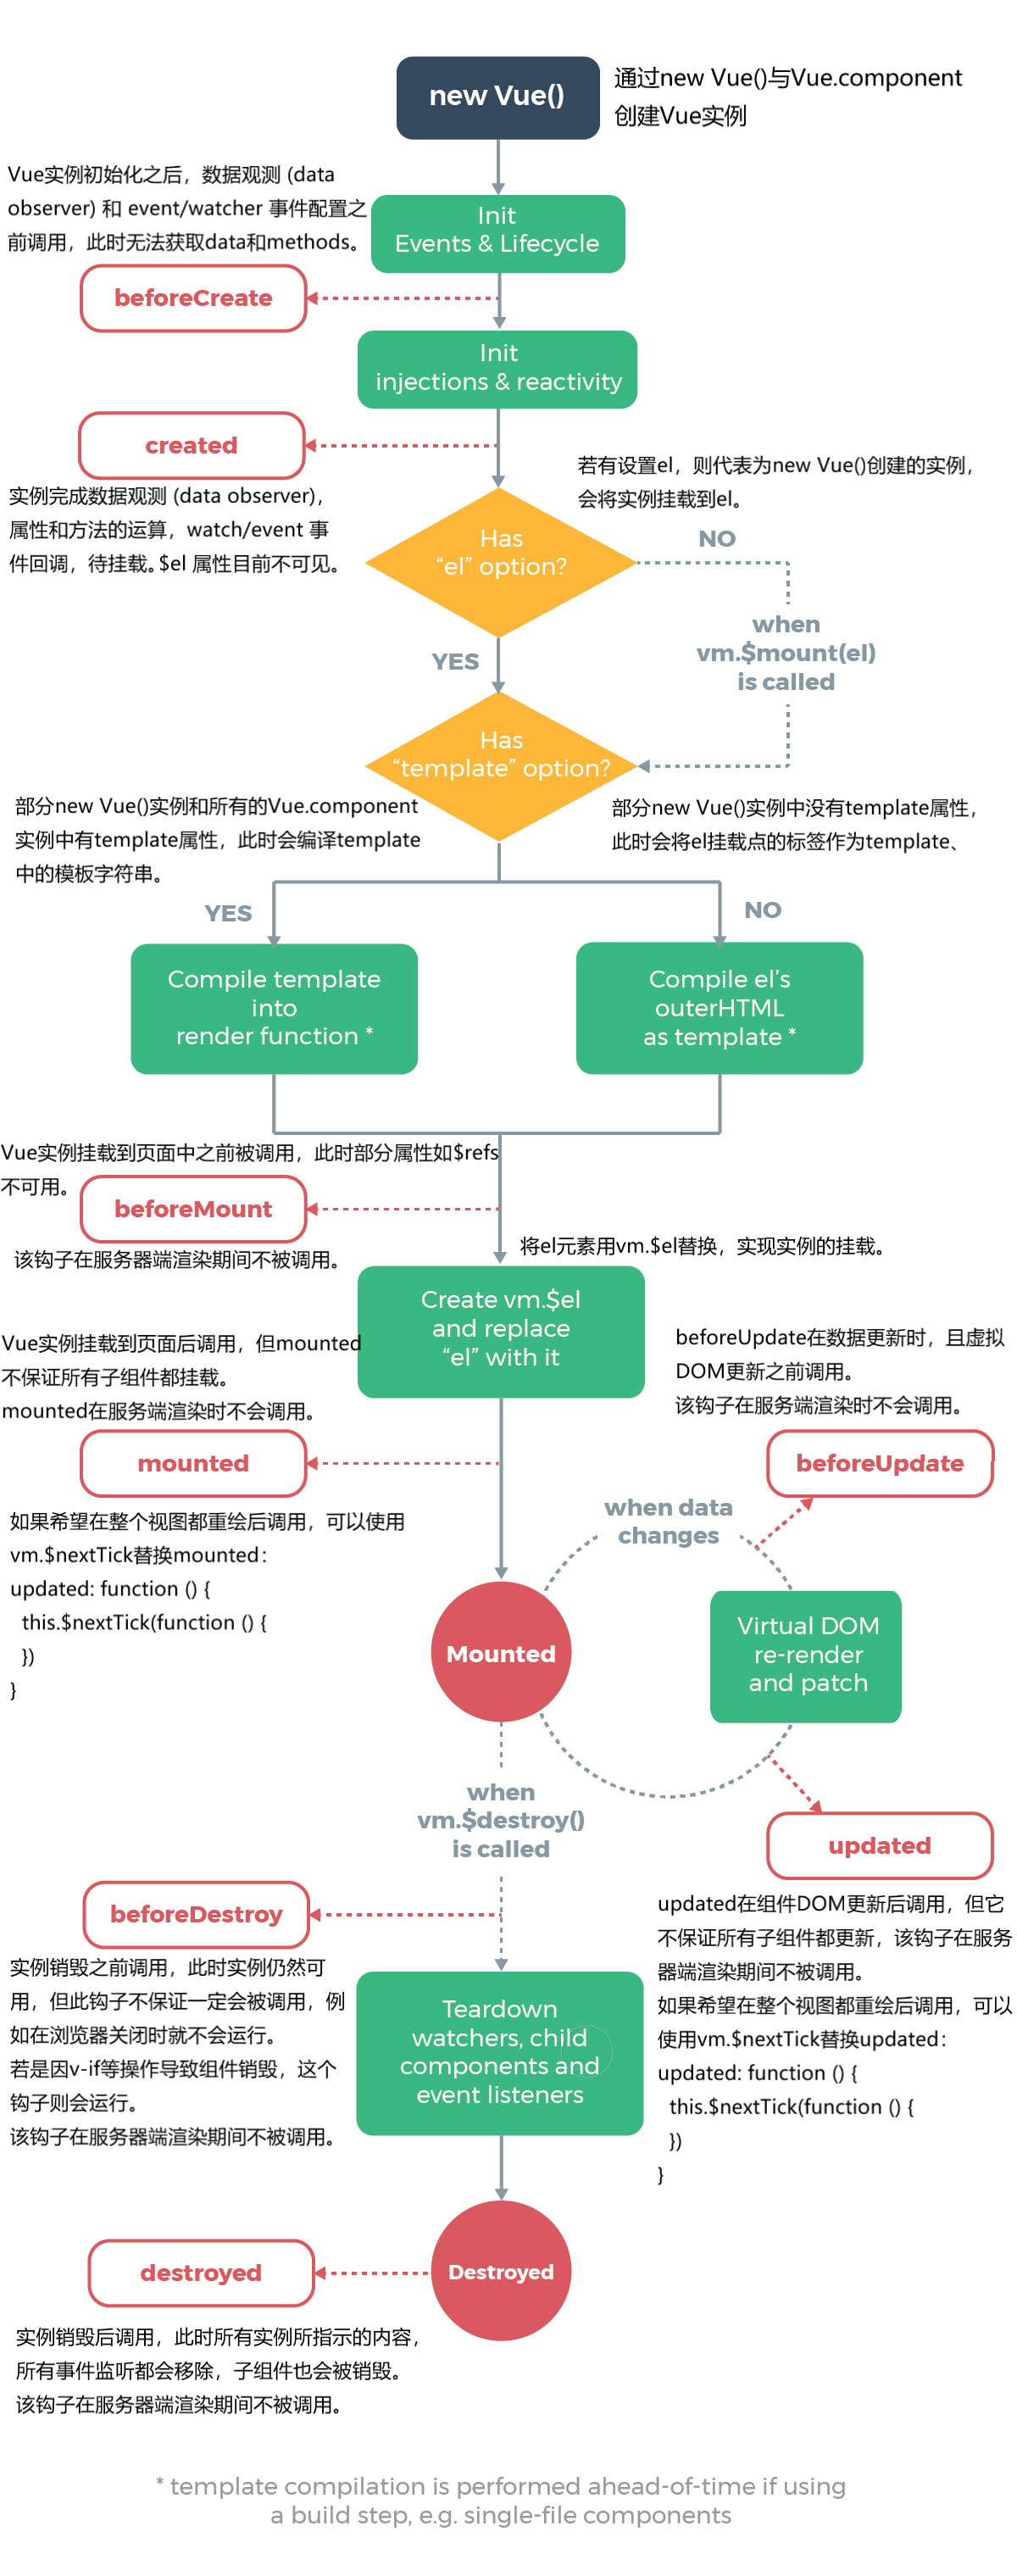 new Vue()
通过new Vue()与Vue.component
创建Vue实例
Vue实例初始化之后，数据观测 (data
observer) 和 event/watcher 事件配置之
前调用，此时无法获取data和methods。
Init
Events & Lifecycle
beforeCreate
Init
injections & reactivity
created
实例完成数据观测 (data observer)，
属性和方法的运算，watch/event 事
件回调，待挂载。$el 属性目前不可见。
若有设置el，则代表为new Vue()创建的实例，
会将实例挂载到el。
Has
“el” option?
NO
when
vm.$mount(el)
is called
YES
Has
“template” option?
部分new Vue()实例和所有的Vue.component
实例中有template属性，此时会编译template
中的模板字符串。
部分new Vue()实例中没有template属性，
此时会将el挂载点的标签作为template、
YES
NO
Compile template
into
render function *
Compile el’s
outerHTML
as template *
Vue实例挂载到页面中之前被调用，此时部分属性如$refs
不可用。
beforeMount
该钩子在服务器端渲染期间不被调用。
将el元素用vm.$el替换，实现实例的挂载。
Create vm.$el
and replace
“el” with it
Vue实例挂载到页面后调用，但mounted
不保证所有子组件都挂载。
mounted在服务端渲染时不会调用。
mounted
如果希望在整个视图都重绘后调用，可以使用
vm.$nextTick替换mounted：
updated: function () {
this.$nextTick(function () {
})
}
beforeUpdate在数据更新时，且虚拟
DOM更新之前调用。
该钩子在服务端渲染时不会调用。
beforeUpdate
when data
changes
Mounted
Virtual DOM
re-render
and patch
when
vm.$destroy()
is called
updated
updated在组件DOM更新后调用，但它
不保证所有子组件都更新，该钩子在服务
器端渲染期间不被调用。
如果希望在整个视图都重绘后调用，可以
使用vm.$nextTick替换updated：
updated: function () {
this.$nextTick(function () {
})
}
beforeDestroy
实例销毁之前调用，此时实例仍然可
用，但此钩子不保证一定会被调用，例
如在浏览器关闭时就不会运行。
若是因v-if等操作导致组件销毁，这个
钩子则会运行。
该钩子在服务器端渲染期间不被调用。
Teardown
watchers, child
components and
event listeners
destroyed
Destroyed
实例销毁后调用，此时所有实例所指示的内容，
所有事件监听都会移除，子组件也会被销毁。
该钩子在服务器端渲染期间不被调用。
* template compilation is performed ahead-of-time if using
a build step, e.g. single-file components